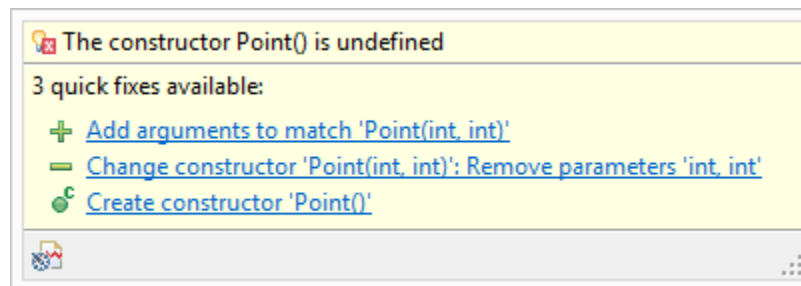 The constructor Point() is undefined
3 quick fixes available:
Add arguments to match 'Point(int, int)'
Change constructor 'Point(int, int)': Remove parameters 'int, int'
Create constructor 'Point()'